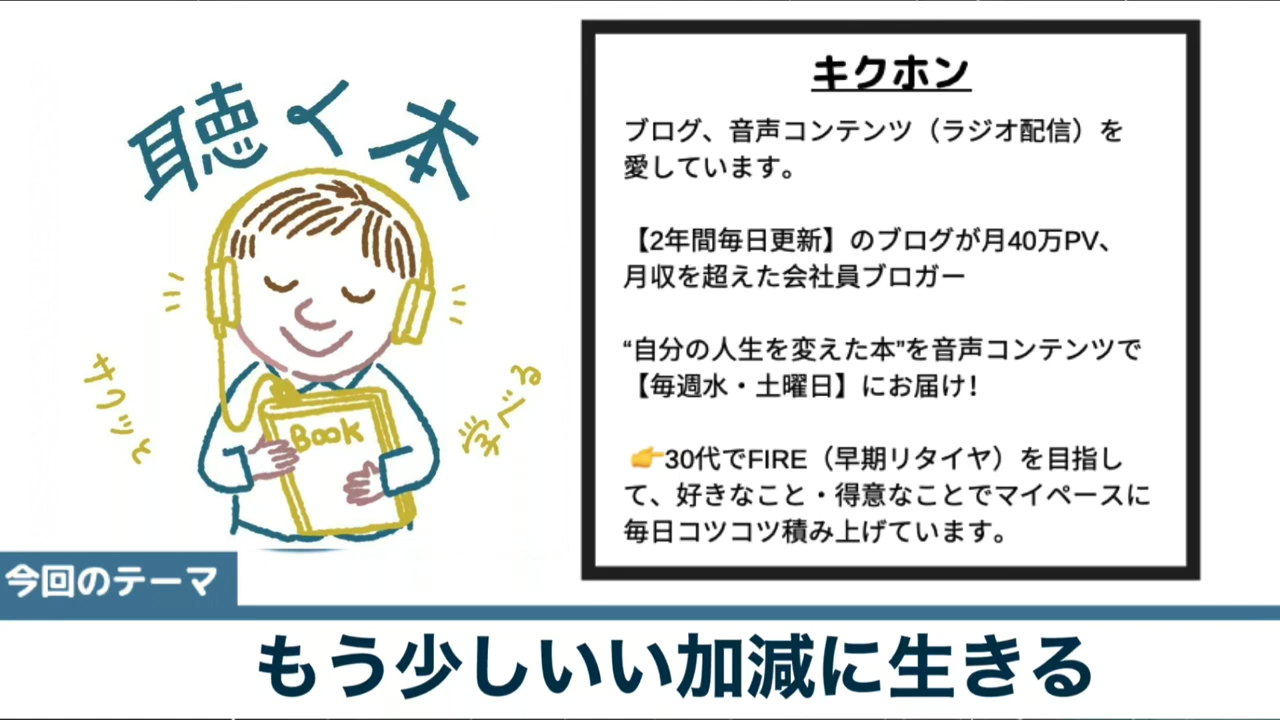 聴く本
サクッと
学べる
BOOK
キクホン
ブログ、音声コンテンツ（ラジオ配信）を
愛しています。
【2年間毎日更新】のブログが月40万PV、
月収を超えた会社員ブロガー
“自分の人生を変えた本”を音声コンテンツで
【毎週水・土曜日】にお届け！
👉30代でFIRE（早期リタイヤ）を目指し
て、好きなこと・得意なことでマイペースに
毎日コツコツ積み上げています。
今回のテーマ
もう少しいい加減に生きる